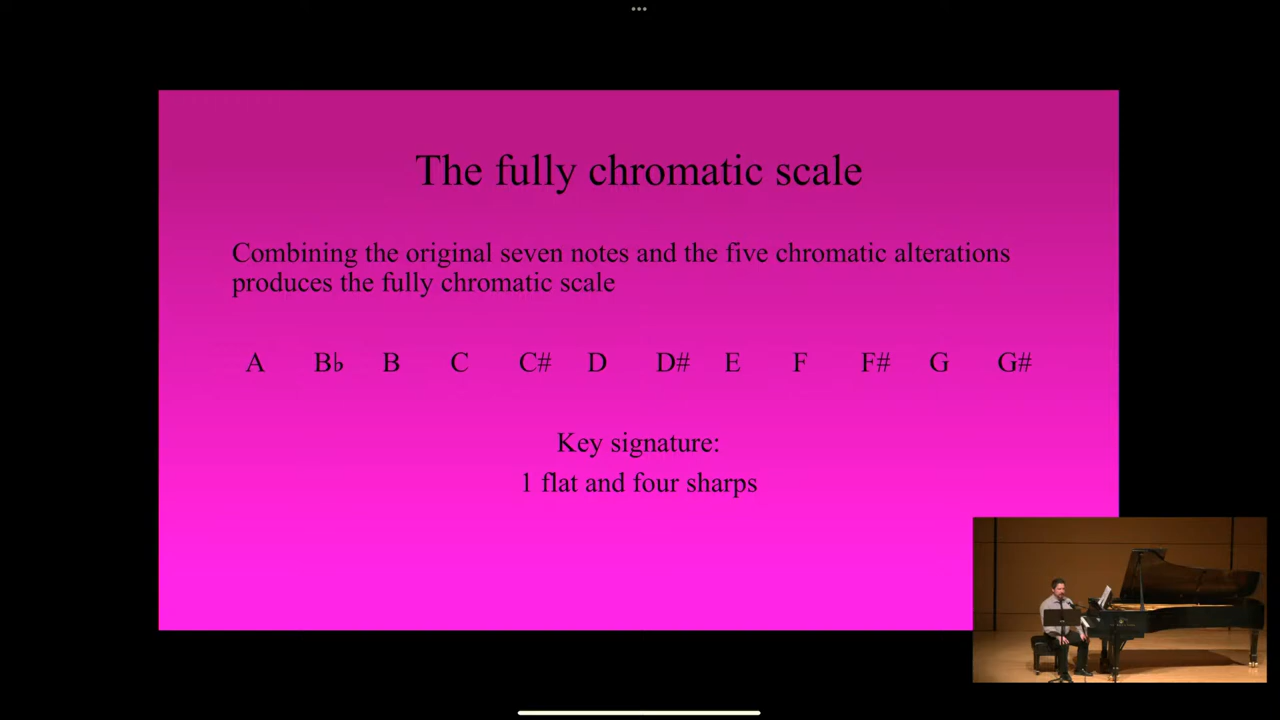 The fully chromatic scale
Combining the original seven notes and the five chromatic alterations
produces the fully chromatic scale
A B♭ B C C# D D# E F F# G G#
Key signature:
1 flat and four sharps